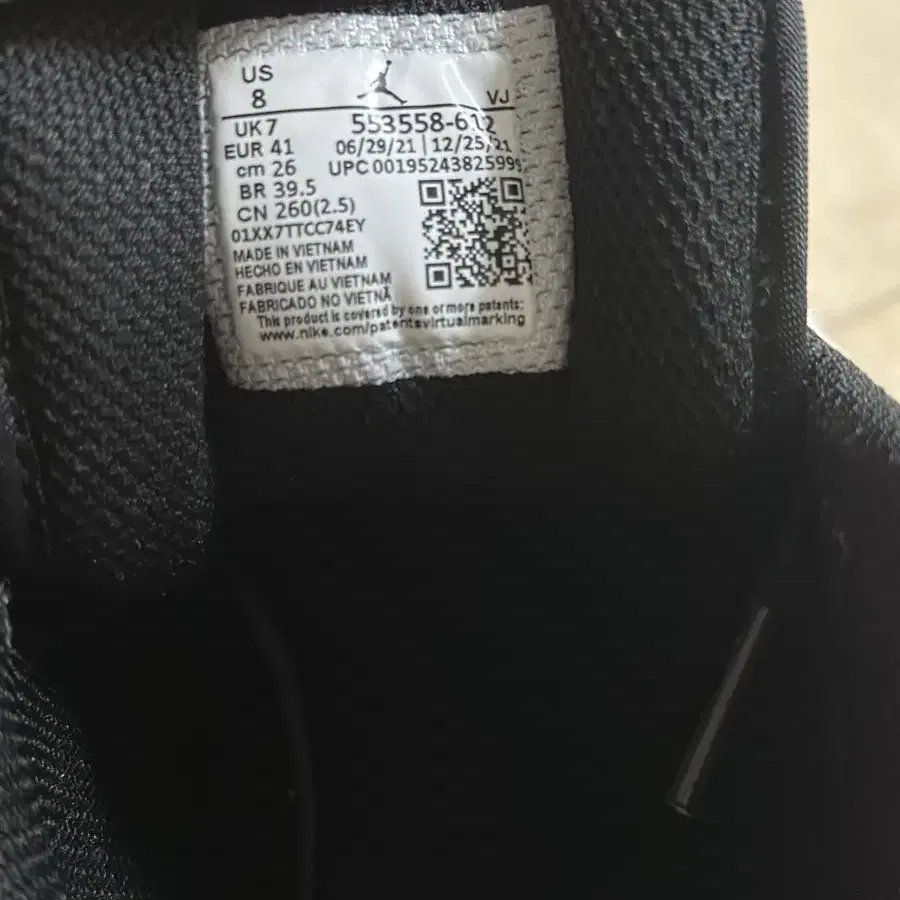 US
8
VJ
UK 7 553558-612
EUR 41 06/29/21 | 12/25/21
cm 26 UPC 00195243825999
BR 39.5
CN 260(2.5)
01XX7TTCC74EY
MADE IN VIETNAM
HECHO EN VIETNAM
FABRIQUE AU VIETNAM
FABRICADO NO VIETNÃ
This product is covered by one or more patents:
www.nike.com/patentsvirtualmarking